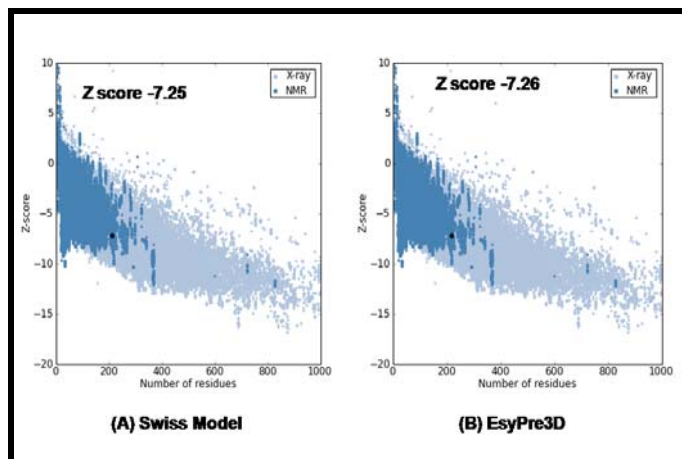 10
5
0
−5
−10
−15
−20
Z-score
0
200
400
600
800
1000
Number of residues
Z score -7.25
X-ray
NMR
(A) Swiss Model
10
5
0
−5
−10
−15
−20
Z-score
0
200
400
600
800
1000
Number of residues
Z score -7.26
X-ray
NMR
(B) EsyPre3D